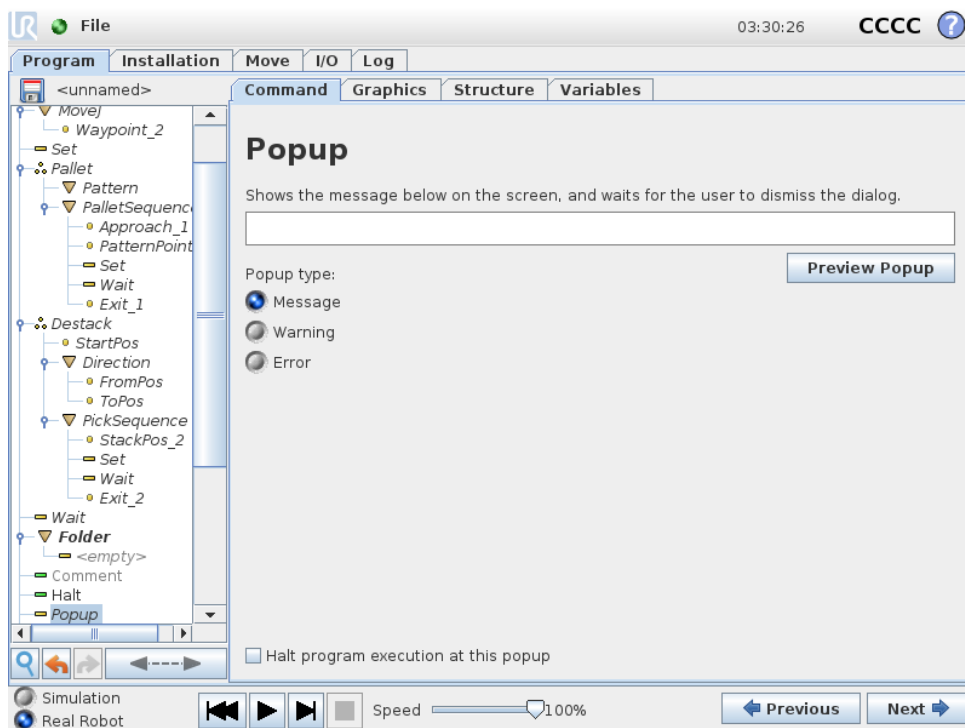 UR File 03:30:26 CCCC ?
Program Installation Move I/O Log
<unnamed> Command Graphics Structure Variables
MoveJ
Waypoint_2
Set
Pallet
Pattern
PalletSequenc
Approach_1
PatternPoint
Set
Wait
Exit_1
Destack
StartPos
Direction
FromPos
ToPos
PickSequence
StackPos_2
Set
Wait
Exit_2
Wait
Folder
<empty>
Comment
Halt
Popup
Popup
Shows the message below on the screen, and waits for the user to dismiss the dialog.
Preview Popup
Popup type:
Message
Warning
Error
Halt program execution at this popup
Simulation
Real Robot
Speed 100%
Previous Next